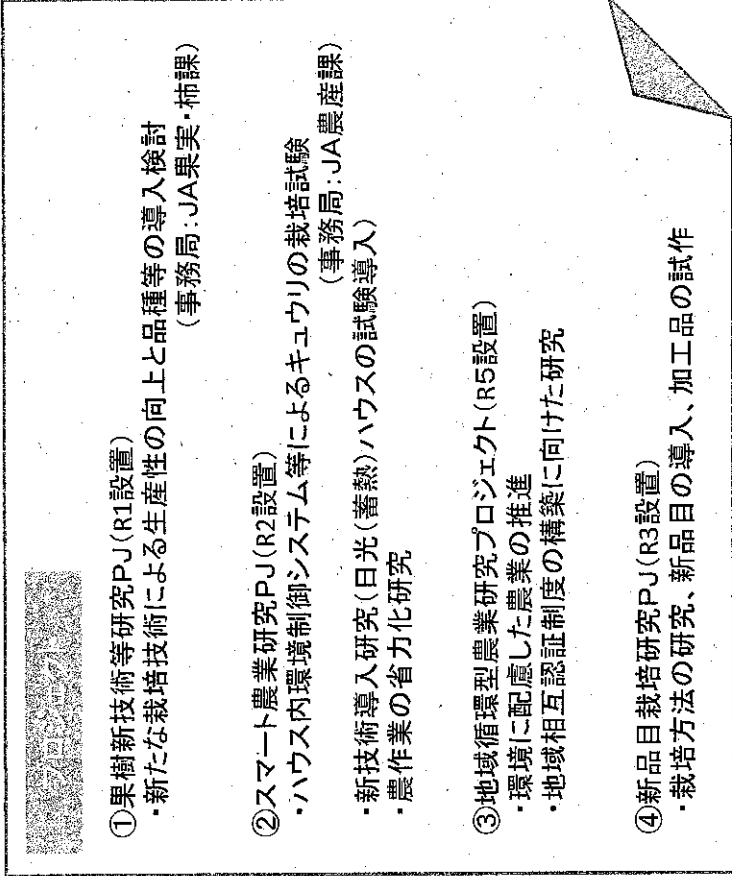 ①果樹新技術等研究PJ(R1設置)
・新たな栽培技術による生産性の向上と品種等の導入検討
(事務局:JA果実・柿課)
②スマート農業研究PJ(R2設置)
・ハウス内環境制御システム等によるキュウリの栽培試験
(事務局:JA農産課)
・新技術導入研究(日光(蓄熱)ハウスの試験導入)
・農作業の省力化研究
③地域循環型農業研究プロジェクト(R5設置)
・環境に配慮した農業の推進
・地域相互認証制度の構築に向けた研究
④新品目栽培研究PJ(R3設置)
・栽培方法の研究、新品目の導入、加工品の試作